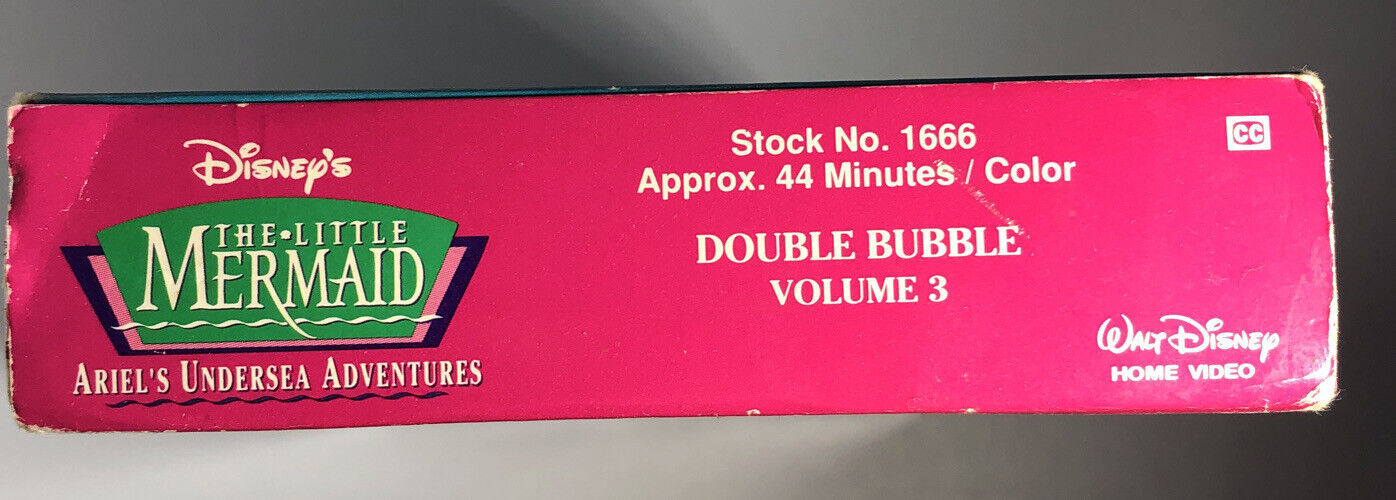 Disney's
THE•LITTLE
MERMAID
ARIEL'S UNDERSEA ADVENTURES
Stock No. 1666
Approx. 44 Minutes / Color
DOUBLE BUBBLE
VOLUME 3
CC
WALT DISNEY
HOME VIDEO